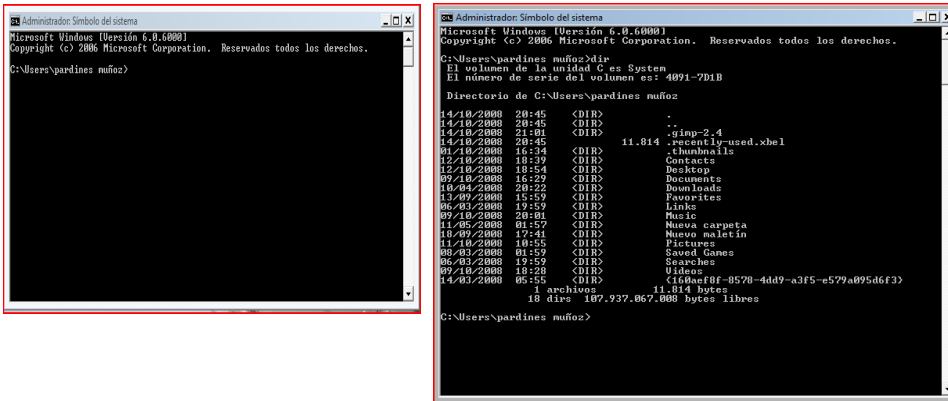 Administrador: Símbolo del sistema
Microsoft Windows [Versión 6.0.6000]
Copyright (c) 2006 Microsoft Corporation. Reservados todos los derechos.
C:\Users\pardines muñoz>
Administrador: Símbolo del sistema
Microsoft Windows [Versión 6.0.6000]
Copyright (c) 2006 Microsoft Corporation. Reservados todos los derechos.
C:\Users\pardines muñoz>dir
El volumen de la unidad C es System
El número de serie del volumen es: 4091-7D1B
Directorio de C:\Users\pardines muñoz
14/10/2008 20:45 <DIR> .
14/10/2008 20:45 <DIR> ..
14/10/2008 21:01 <DIR> .gimp-2.4
14/10/2008 20:45 11.814 .recently-used.xbel
01/10/2008 16:34 <DIR> .thumbnails
12/10/2008 18:39 <DIR> Contacts
12/10/2008 18:54 <DIR> Desktop
09/10/2008 16:29 <DIR> Documents
10/04/2008 20:22 <DIR> Downloads
13/09/2008 15:59 <DIR> Favorites
06/03/2008 19:59 <DIR> Links
09/10/2008 20:01 <DIR> Music
11/05/2008 01:57 <DIR> Nueva carpeta
18/09/2008 17:41 <DIR> Nuevo maletín
11/10/2008 10:55 <DIR> Pictures
08/03/2008 01:59 <DIR> Saved Games
06/03/2008 19:59 <DIR> Searches
09/10/2008 18:28 <DIR> Videos
14/03/2008 05:55 <DIR> {160aef8f-8578-4dd9-a3f5-e579a095d6f3}
1 archivos 11.814 bytes
18 dirs 107.937.067.008 bytes libres
C:\Users\pardines muñoz>